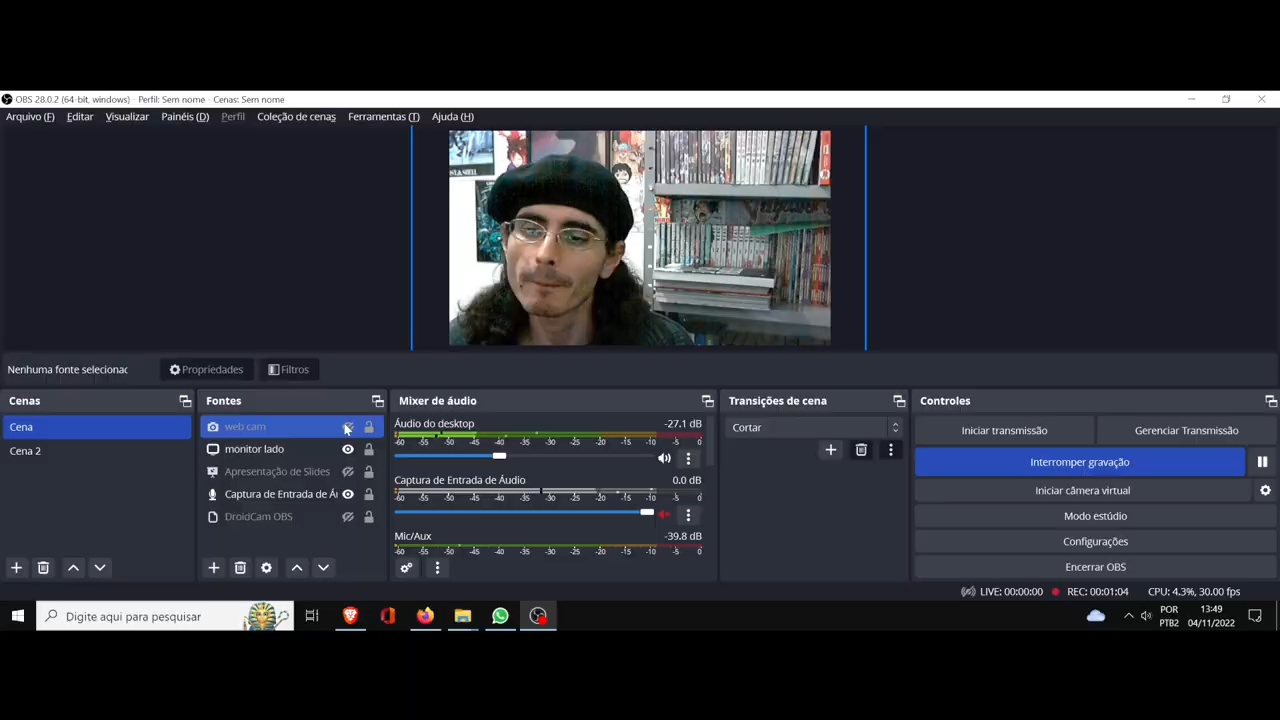 OBS 28.0.2 (64-bit, windows) - Perfil: Sem nome - Cenas: Sem nome
Arquivo (F) Editar Visualizar Painéis (D) Perfil Coleção de cenas Ferramentas (T) Ajuda (H)
Nenhuma fonte selecionac Propriedades Filtros
Cenas
Cena
Cena 2
Fontes
web cam
monitor lado
Apresentação de Slides
Captura de Entrada de Áu
DroidCam OBS
Mixer de áudio
Áudio do desktop -27.1 dB
-60 -55 -50 -45 -40 -35 -30 -25 -20 -15 -10 -5 0
Captura de Entrada de Áudio 0.0 dB
-60 -55 -50 -45 -40 -35 -30 -25 -20 -15 -10 -5 0
Mic/Aux -39.8 dB
-60 -55 -50 -45 -40 -35 -30 -25 -20 -15 -10 -5 0
Transições de cena
Cortar
Controles
Iniciar transmissão Gerenciar Transmissão
Interromper gravação
Iniciar câmera virtual
Modo estúdio
Configurações
Encerrar OBS
LIVE: 00:00:00 REC: 00:01:04 CPU: 4.3%, 30.00 fps
Digite aqui para pesquisar
POR
PTB2
13:49
04/11/2022